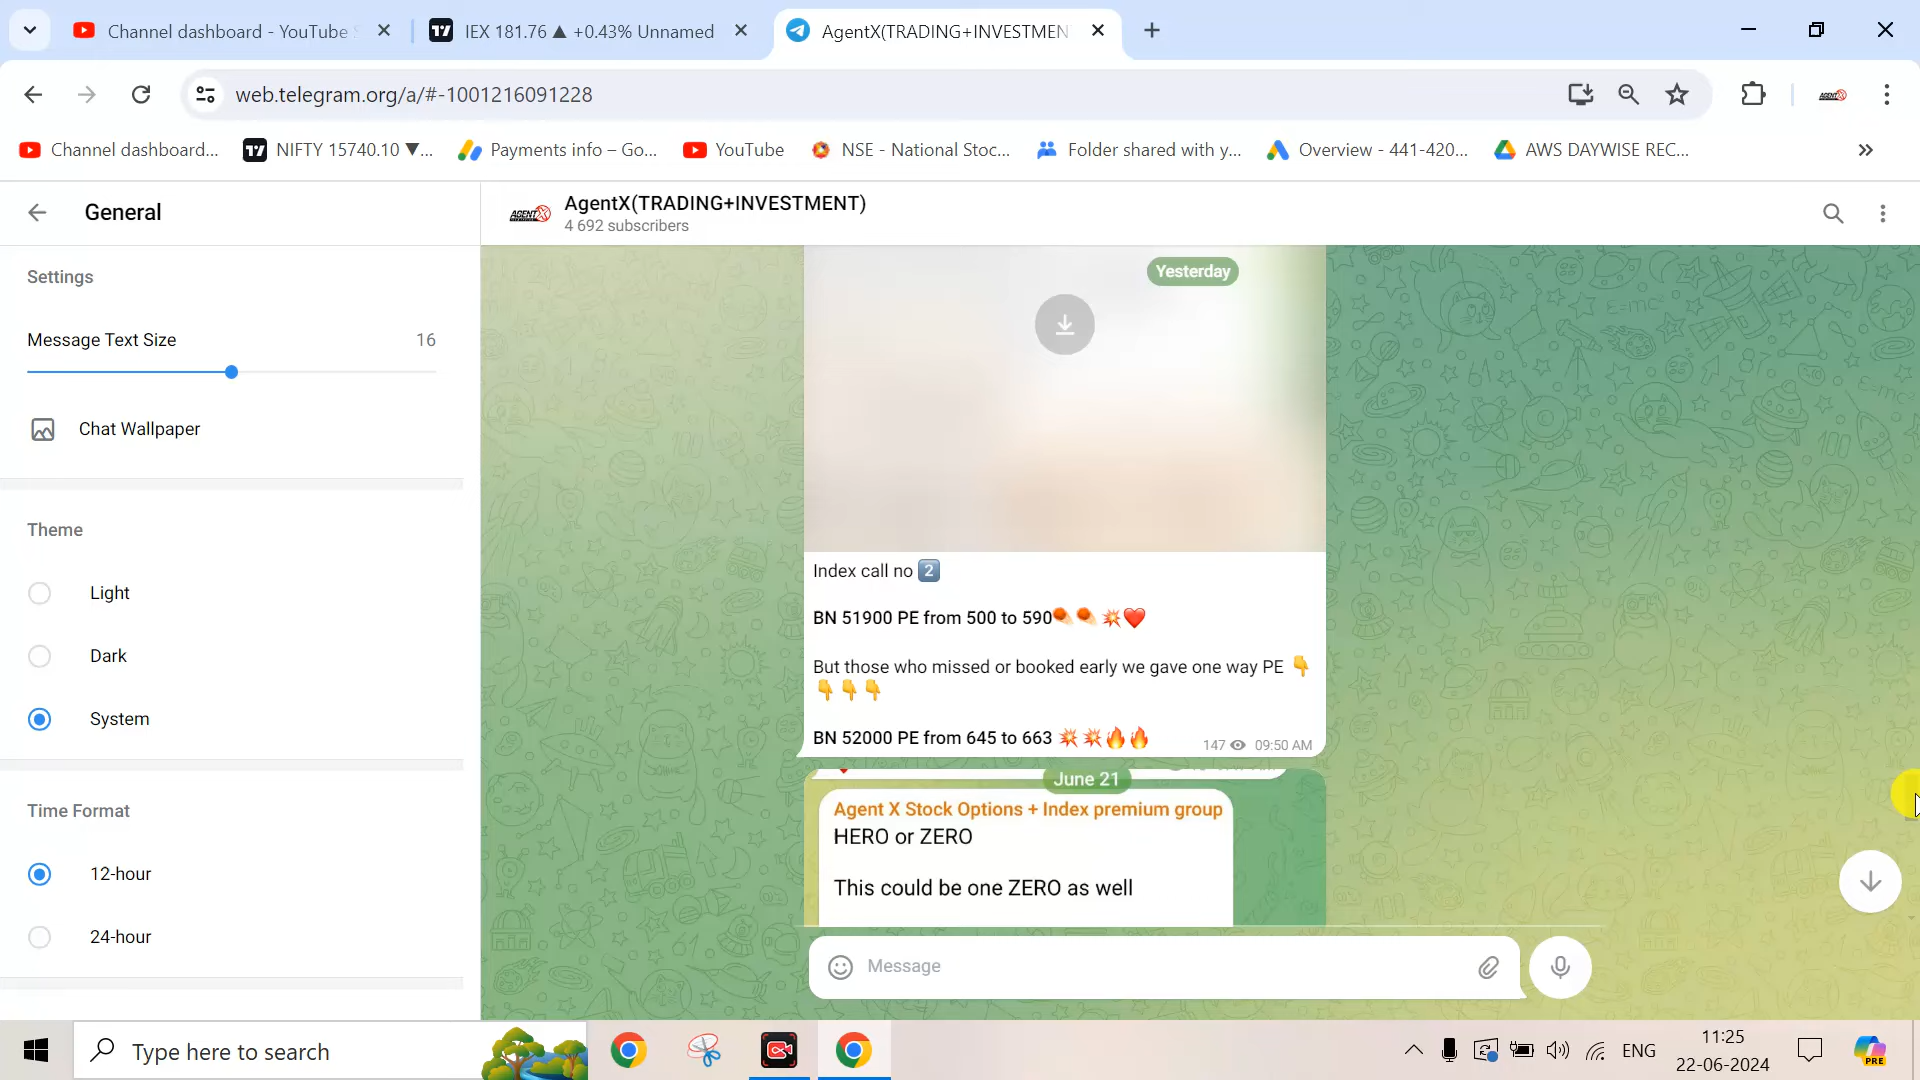 Channel dashboard - YouTube S
IEX 181.76 ▲ +0.43% Unnamed
AgentX(TRADING+INVESTMEN
web.telegram.org/a/#-1001216091228
AGENTX
Channel dashboard...
NIFTY 15740.10 ▼...
Payments info – Go...
YouTube
NSE - National Stoc...
Folder shared with y...
Overview - 441-420...
AWS DAYWISE REC...
General
AGENTX
AgentX(TRADING+INVESTMENT)
4 692 subscribers
Settings
Message Text Size 16
Chat Wallpaper
Theme
Light
Dark
System
Time Format
12-hour
24-hour
Yesterday
Index call no 2️⃣
BN 51900 PE from 500 to 590☄️☄️💥❤️
But those who missed or booked early we gave one way PE 👇
👇👇👇
BN 52000 PE from 645 to 663 💥💥🔥🔥
147 09:50 AM
June 21
Agent X Stock Options + Index premium group
HERO or ZERO
This could be one ZERO as well
Message
Type here to search
ENG
11:25
22-06-2024
PRE